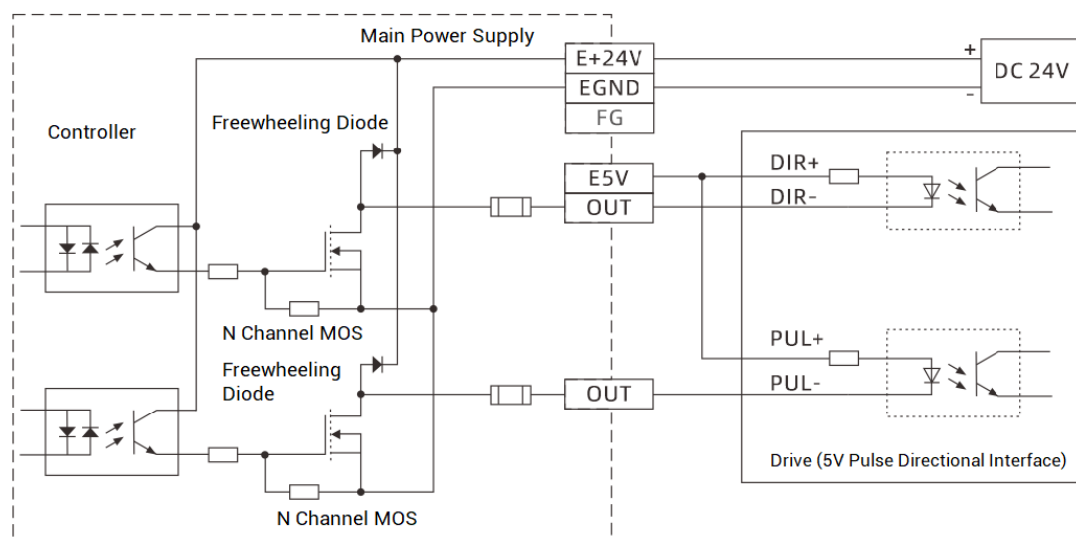 Main Power Supply
E+24V
+
DC 24V
EGND
-
FG
Controller
Freewheeling Diode
E5V
DIR+
OUT
DIR-
N Channel MOS
Freewheeling
Diode
PUL+
OUT
PUL-
Drive (5V Pulse Directional Interface)
N Channel MOS